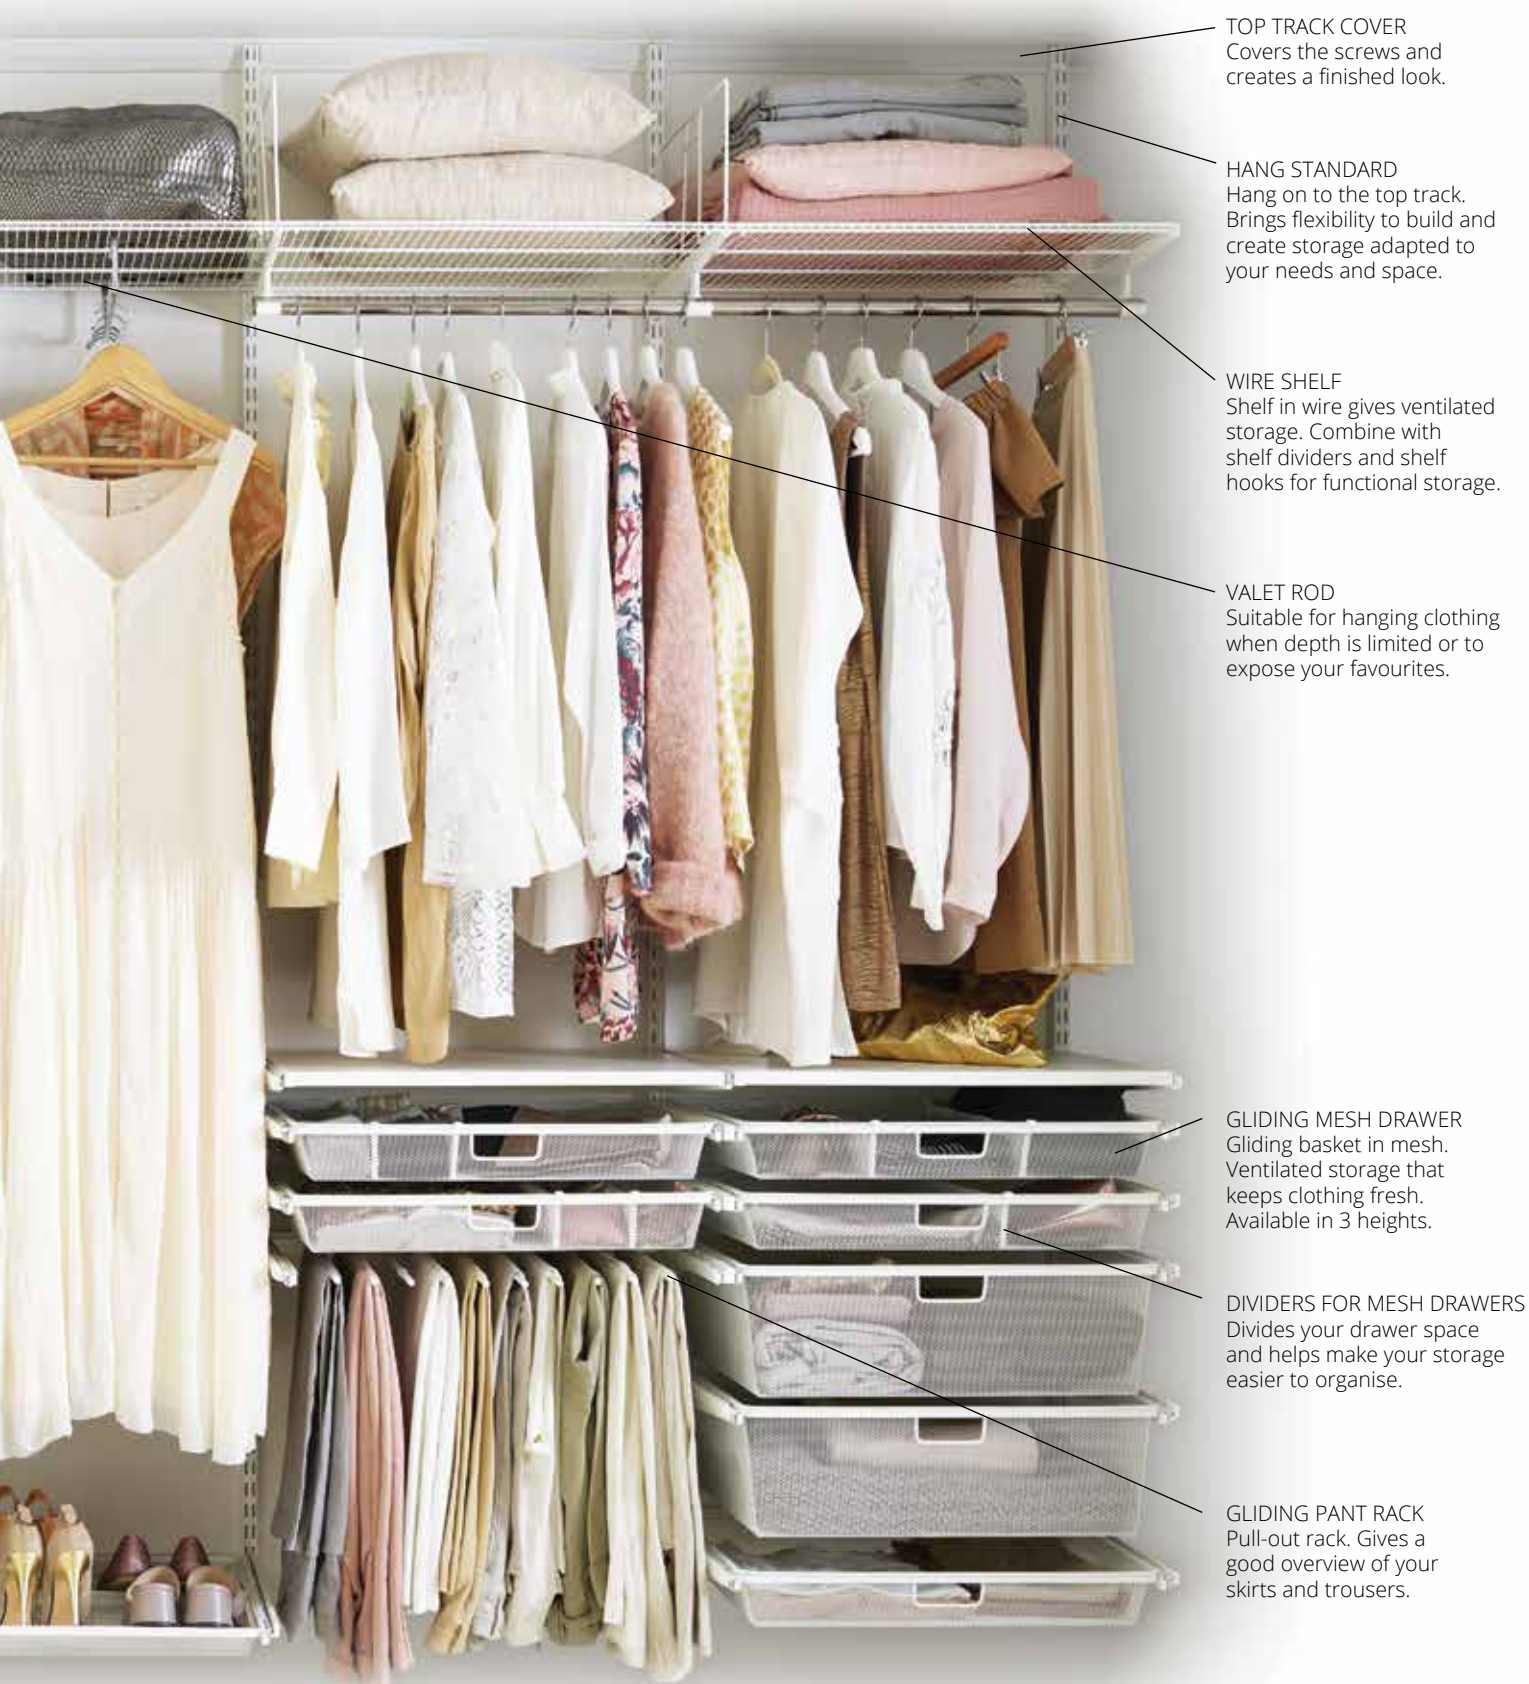 TOP TRACK COVER
Covers the screws and
creates a finished look.
HANG STANDARD
Hang on to the top track.
Brings flexibility to build and
create storage adapted to
your needs and space.
WIRE SHELF
Shelf in wire gives ventilated
storage. Combine with
shelf dividers and shelf
hooks for functional storage.
VALET ROD
Suitable for hanging clothing
when depth is limited or to
expose your favourites.
GLIDING MESH DRAWER
Gliding basket in mesh.
Ventilated storage that
keeps clothing fresh.
Available in 3 heights.
DIVIDERS FOR MESH DRAWERS
Divides your drawer space
and helps make your storage
easier to organise.
GLIDING PANT RACK
Pull-out rack. Gives a
good overview of your
skirts and trousers.